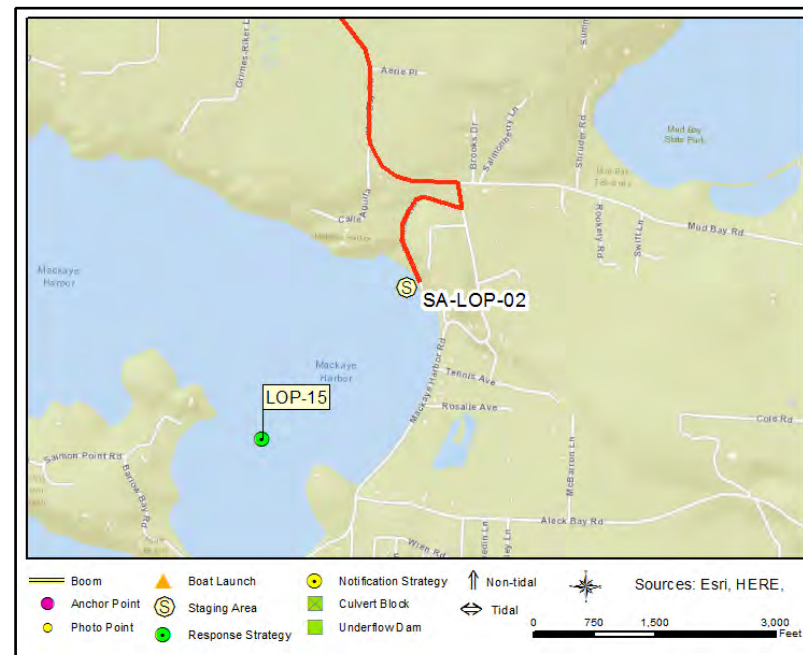 Grimes-Riker Ln
Aerie Pl
Brooks Dr
Salmonberry Ln
Shruder Rd
Mud Bay
State Park
Rookery Rd
Swift Ln
Mud Bay Rd
Calle
Aguila
Mackaye
Harbor
SA-LOP-02
Mackaye
Harbor
LOP-15
Mackaye Harbor Rd
Tennis Ave
Rosalie Ave
Cole Rd
McBarron Ln
Salmon Point Rd
Barlow Bay Rd
Aleck Bay Rd
Wien Rd
Boom
Boat Launch
Notification Strategy
Non-tidal
Sources: Esri, HERE,
Anchor Point
S Staging Area
Culvert Block
Tidal
Photo Point
Response Strategy
Underflow Dam
0 750 1,500 3,000
Feet